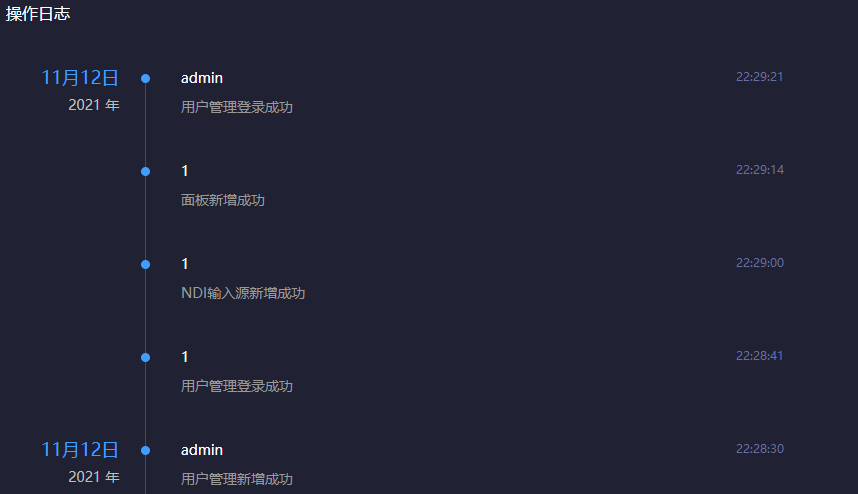 操作日志
11月12日 admin 22:29:21
2021 年 用户管理登录成功
1 22:29:14
面板新增成功
1 22:29:00
NDI输入源新增成功
1 22:28:41
用户管理登录成功
11月12日 admin 22:28:30
2021 年 用户管理新增成功